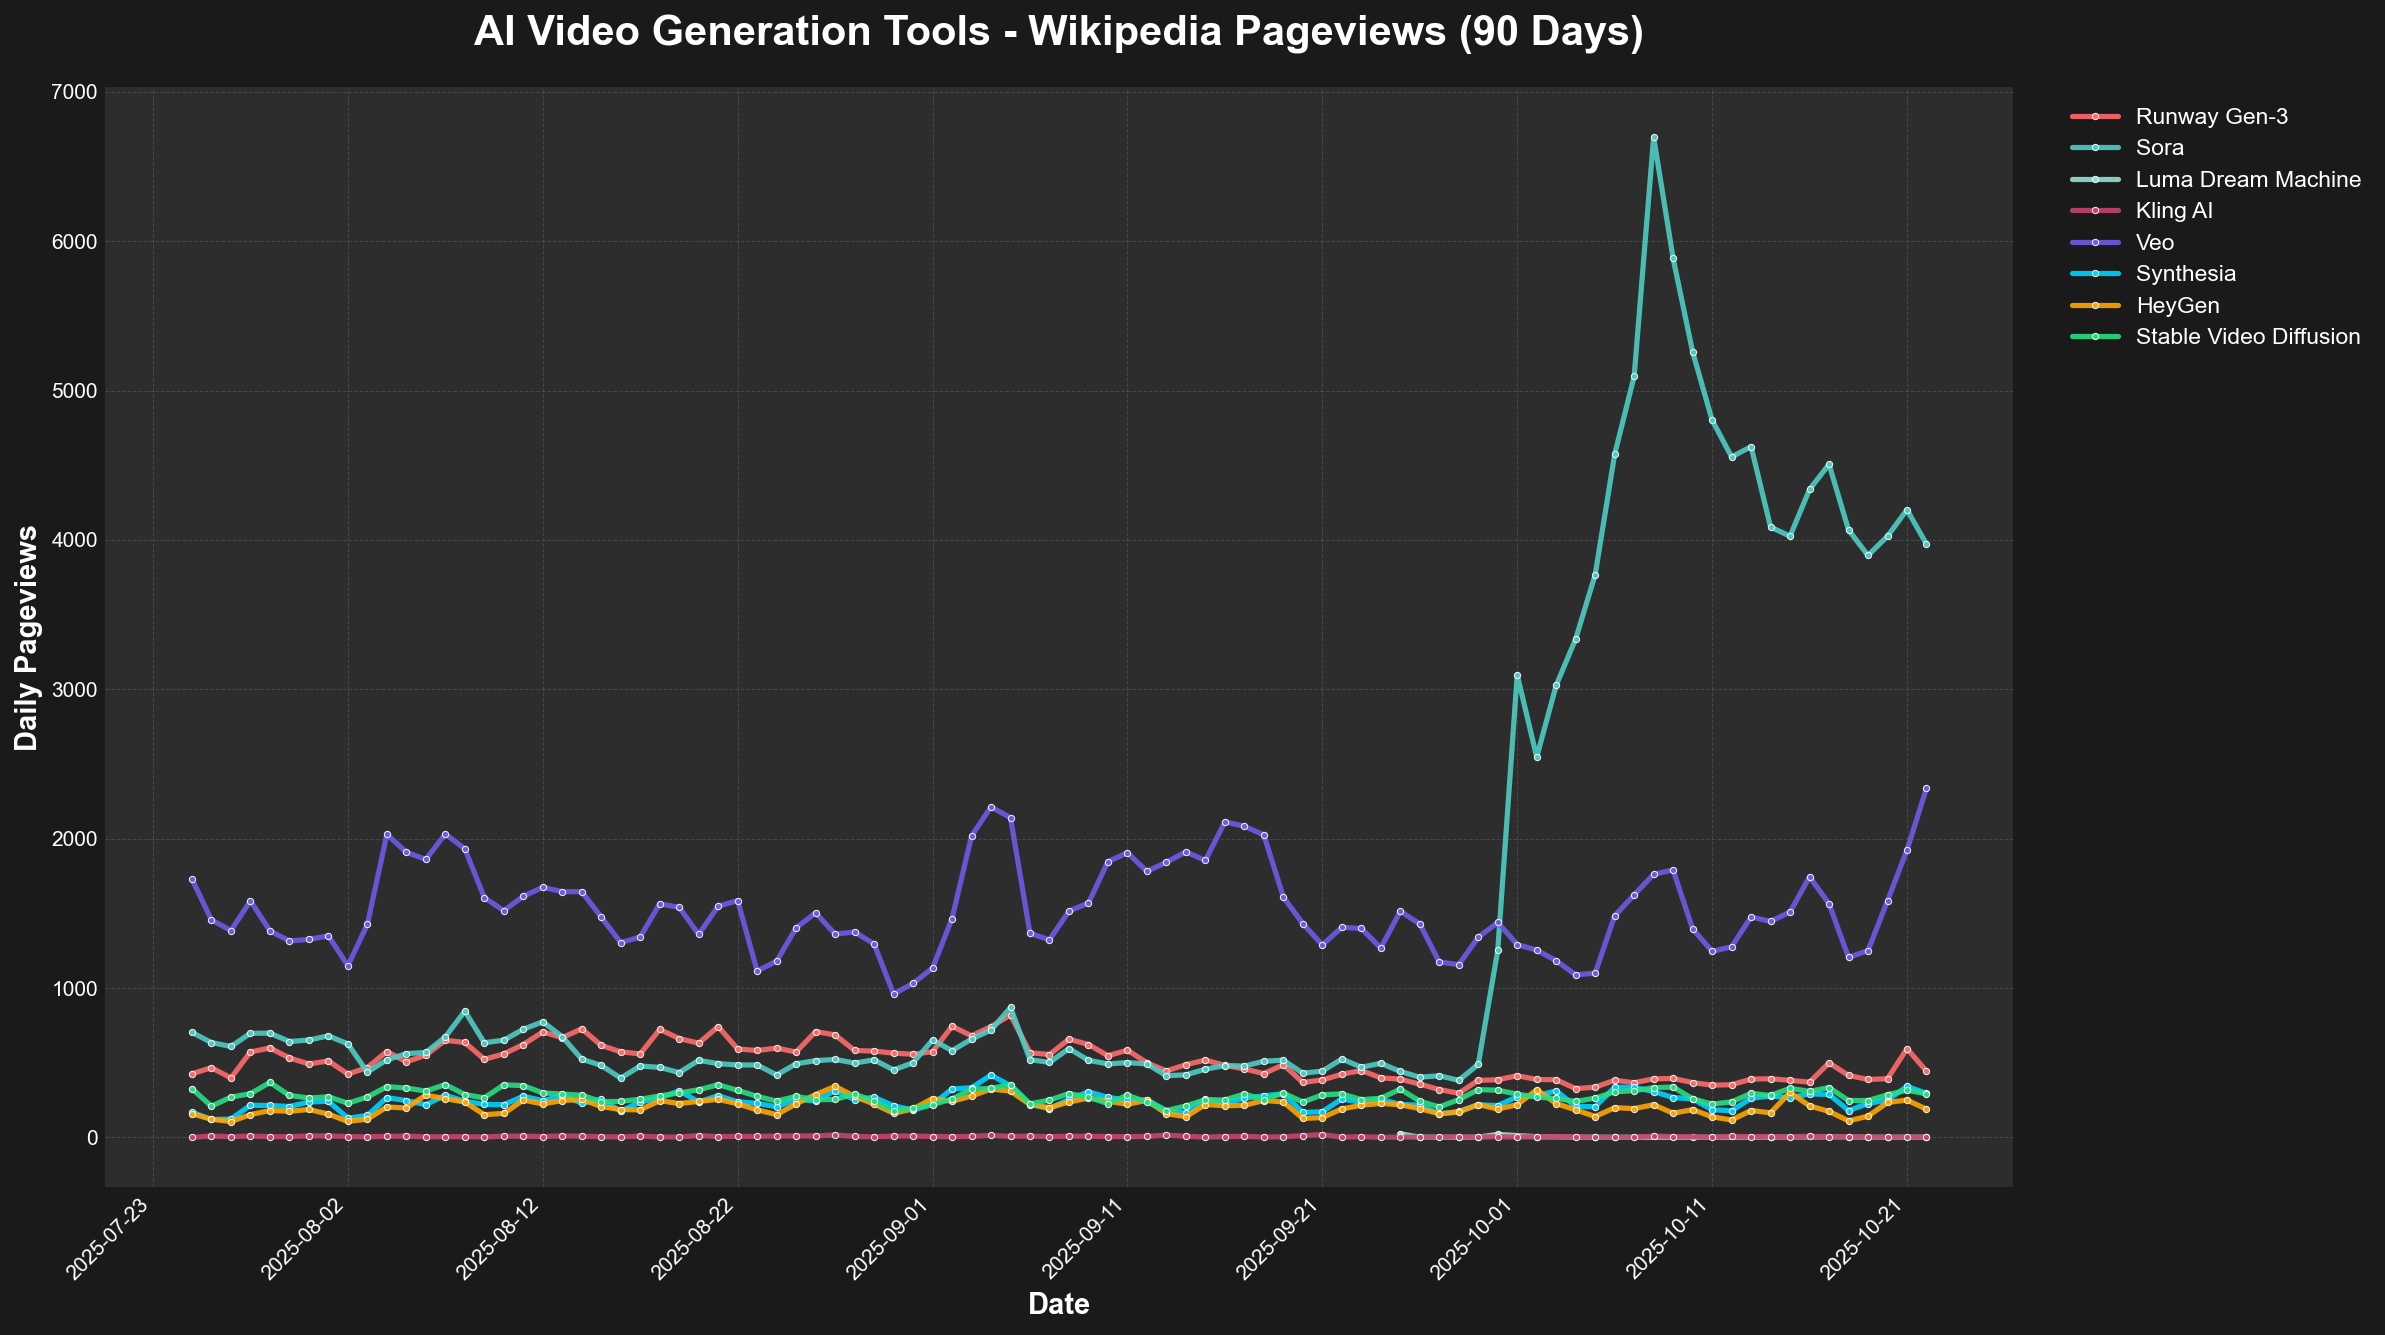 AI Video Generation Tools - Wikipedia Pageviews (90 Days)
Daily Pageviews
7000
6000
5000
4000
3000
2000
1000
0
2025-07-23
2025-08-02
2025-08-12
2025-08-22
2025-09-01
2025-09-11
2025-09-21
2025-10-01
2025-10-11
2025-10-21
Date
Runway Gen-3
Sora
Luma Dream Machine
Kling AI
Veo
Synthesia
HeyGen
Stable Video Diffusion